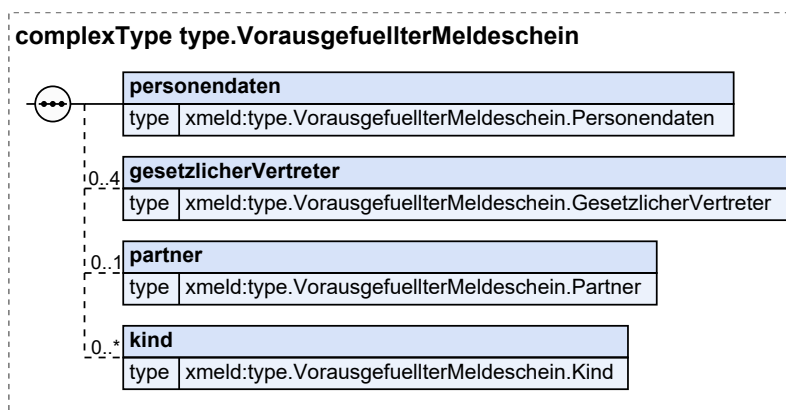 complexType type.VorausgefuellterMeldeschein
personendaten
type xmeld:type.VorausgefuellterMeldeschein.Personendaten
0..4 gesetzlicherVertreter
type xmeld:type.VorausgefuellterMeldeschein.GesetzlicherVertreter
0..1 partner
type xmeld:type.VorausgefuellterMeldeschein.Partner
0..* kind
type xmeld:type.VorausgefuellterMeldeschein.Kind